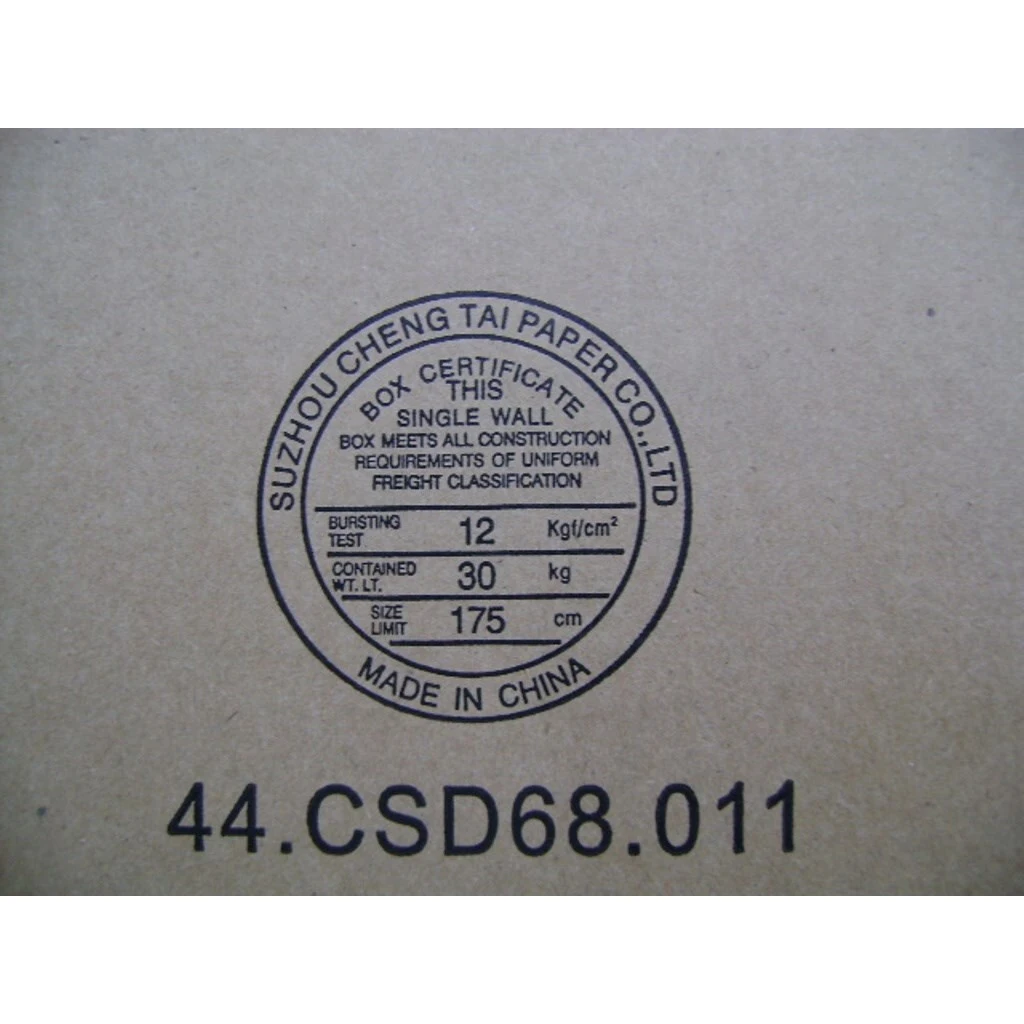 SUZHOU CHENG TAI PAPER CO.,LTD
BOX CERTIFICATE
THIS
SINGLE WALL
BOX MEETS ALL CONSTRUCTION
REQUIREMENTS OF UNIFORM
FREIGHT CLASSIFICATION
BURSTING TEST 12 Kgf/cm²
CONTAINED WT. LT. 30 kg
SIZE LIMIT 175 cm
MADE IN CHINA
44.CSD68.011